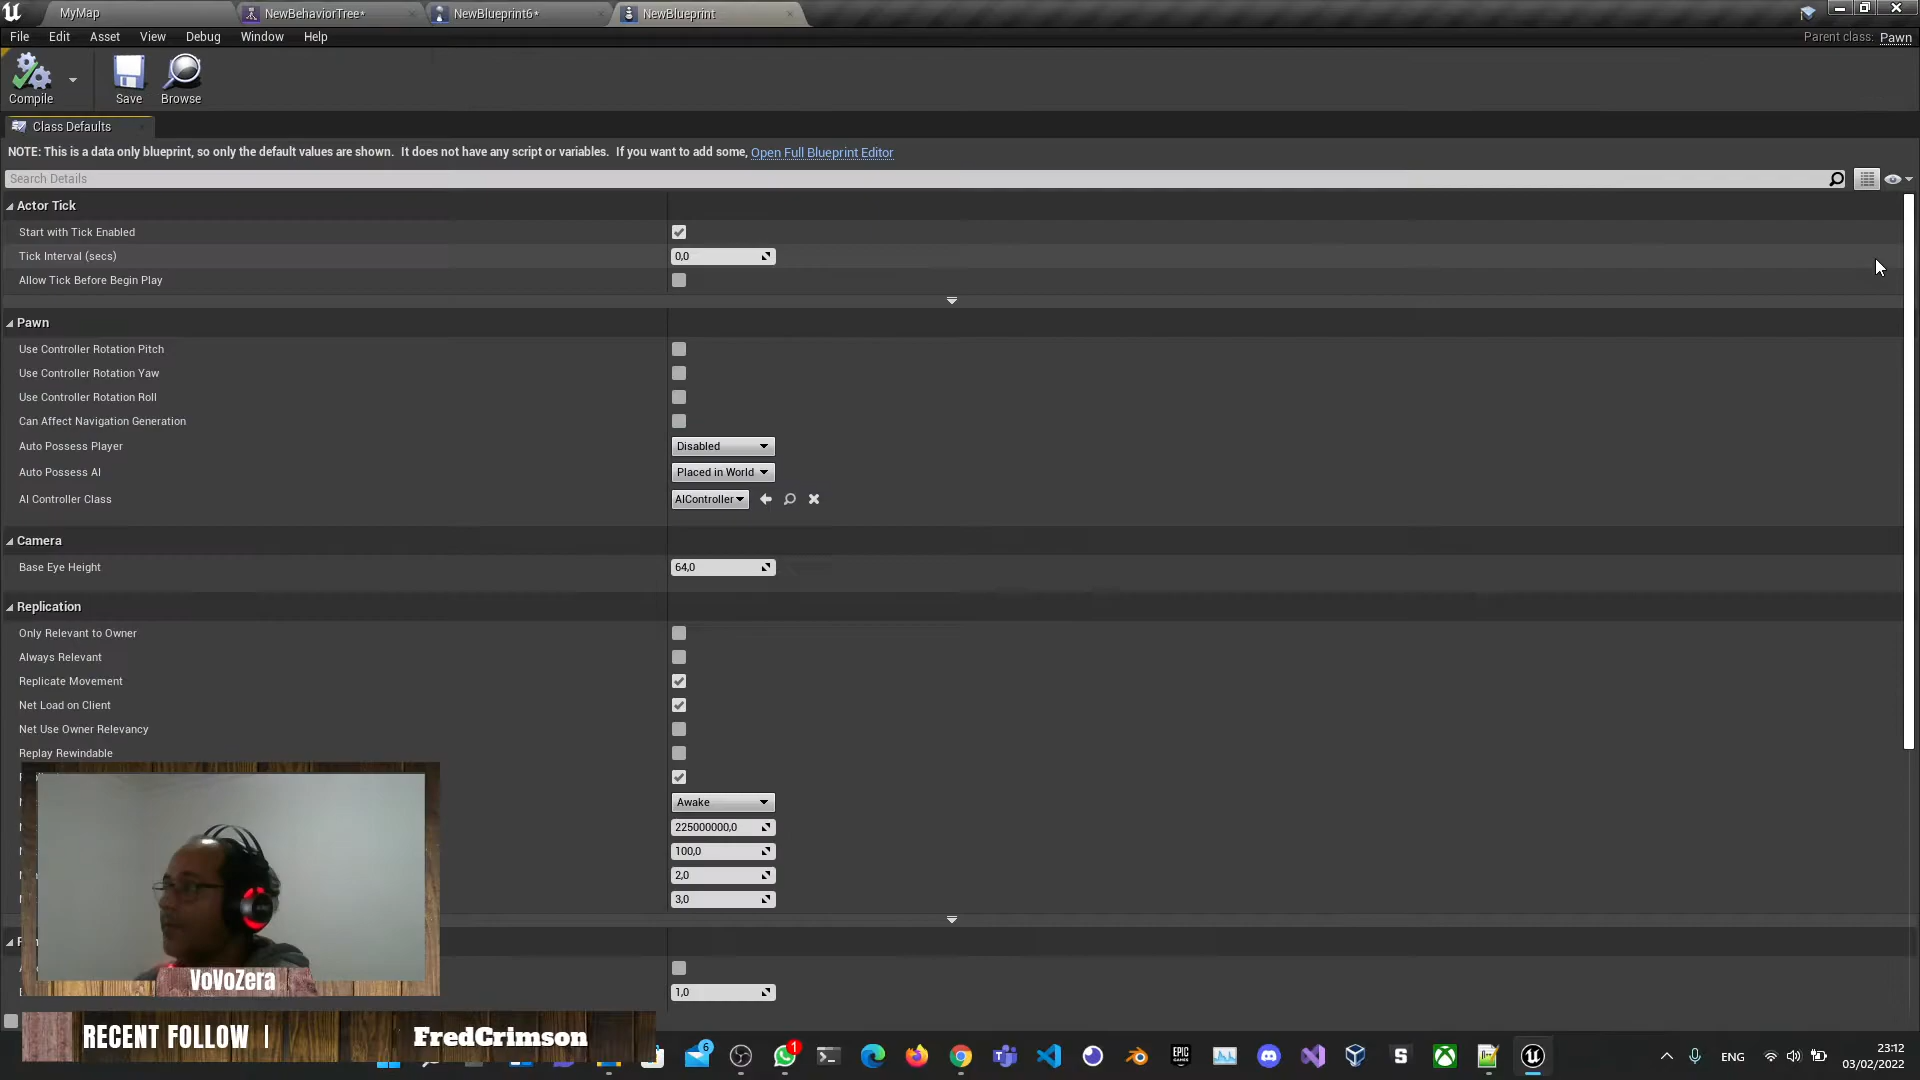 MyMap
NewBehaviorTree*
NewBlueprint6*
NewBlueprint
File Edit Asset View Debug Window Help
Parent class: Pawn
Compile
Save
Browse
Class Defaults
NOTE: This is a data only blueprint, so only the default values are shown. It does not have any script or variables. If you want to add some, Open Full Blueprint Editor
Search Details
Actor Tick
Start with Tick Enabled
Tick Interval (secs) 0,0
Allow Tick Before Begin Play
Pawn
Use Controller Rotation Pitch
Use Controller Rotation Yaw
Use Controller Rotation Roll
Can Affect Navigation Generation
Auto Possess Player Disabled
Auto Possess AI Placed in World
AI Controller Class AIController
Camera
Base Eye Height 64,0
Replication
Only Relevant to Owner
Always Relevant
Replicate Movement
Net Load on Client
Net Use Owner Relevancy
Replay Rewindable
Awake
225000000,0
100,0
2,0
3,0
1,0
VoVoZera
RECENT FOLLOW | FredCrimson
6
1
EPIC GAMES
S
ENG
23:12
03/02/2022